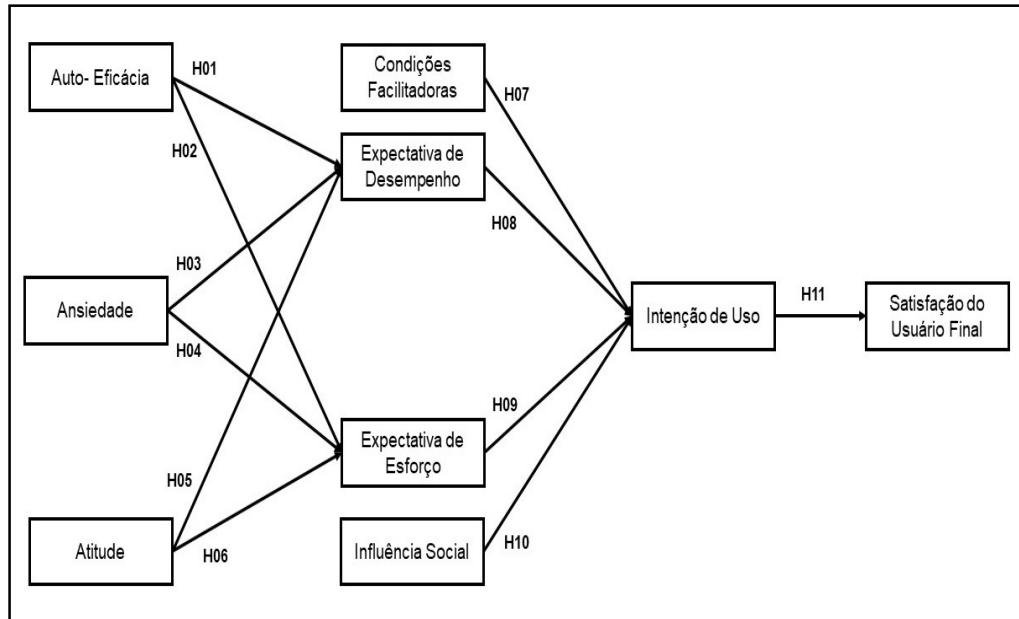 Auto- Eficácia
H01
H02
Ansiedade
H03
H04
Atitude
H05
H06
Condições
Facilitadoras
H07
Expectativa de
Desempenho
H08
Expectativa de
Esforço
H09
Influência Social
H10
Intenção de Uso
H11
Satisfação do
Usuário Final